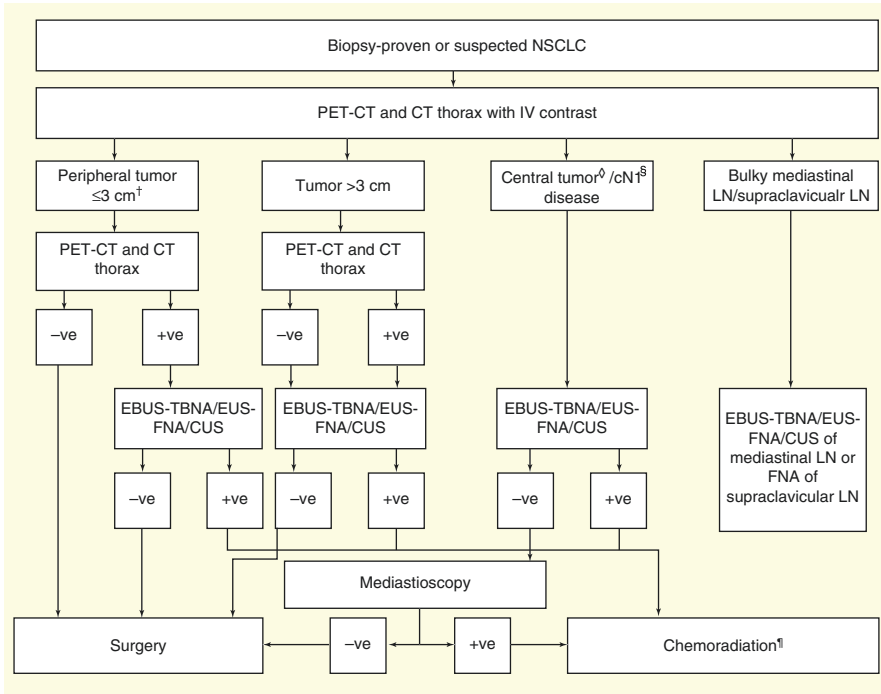 Biopsy-proven or suspected NSCLC
PET-CT and CT thorax with IV contrast
Peripheral tumor
≤3 cm†
Tumor >3 cm
Central tumor◊ /cN1§
disease
Bulky mediastinal
LN/supraclavicualr LN
PET-CT and CT
thorax
PET-CT and CT
thorax
–ve
+ve
–ve
+ve
EBUS-TBNA/EUS-
FNA/CUS
EBUS-TBNA/EUS-
FNA/CUS
EBUS-TBNA/EUS-
FNA/CUS
EBUS-TBNA/EUS-
FNA/CUS of
mediastinal LN or
FNA of
supraclavicular LN
–ve
+ve
–ve
+ve
–ve
+ve
Mediastioscopy
Surgery
–ve
+ve
Chemoradiation¶